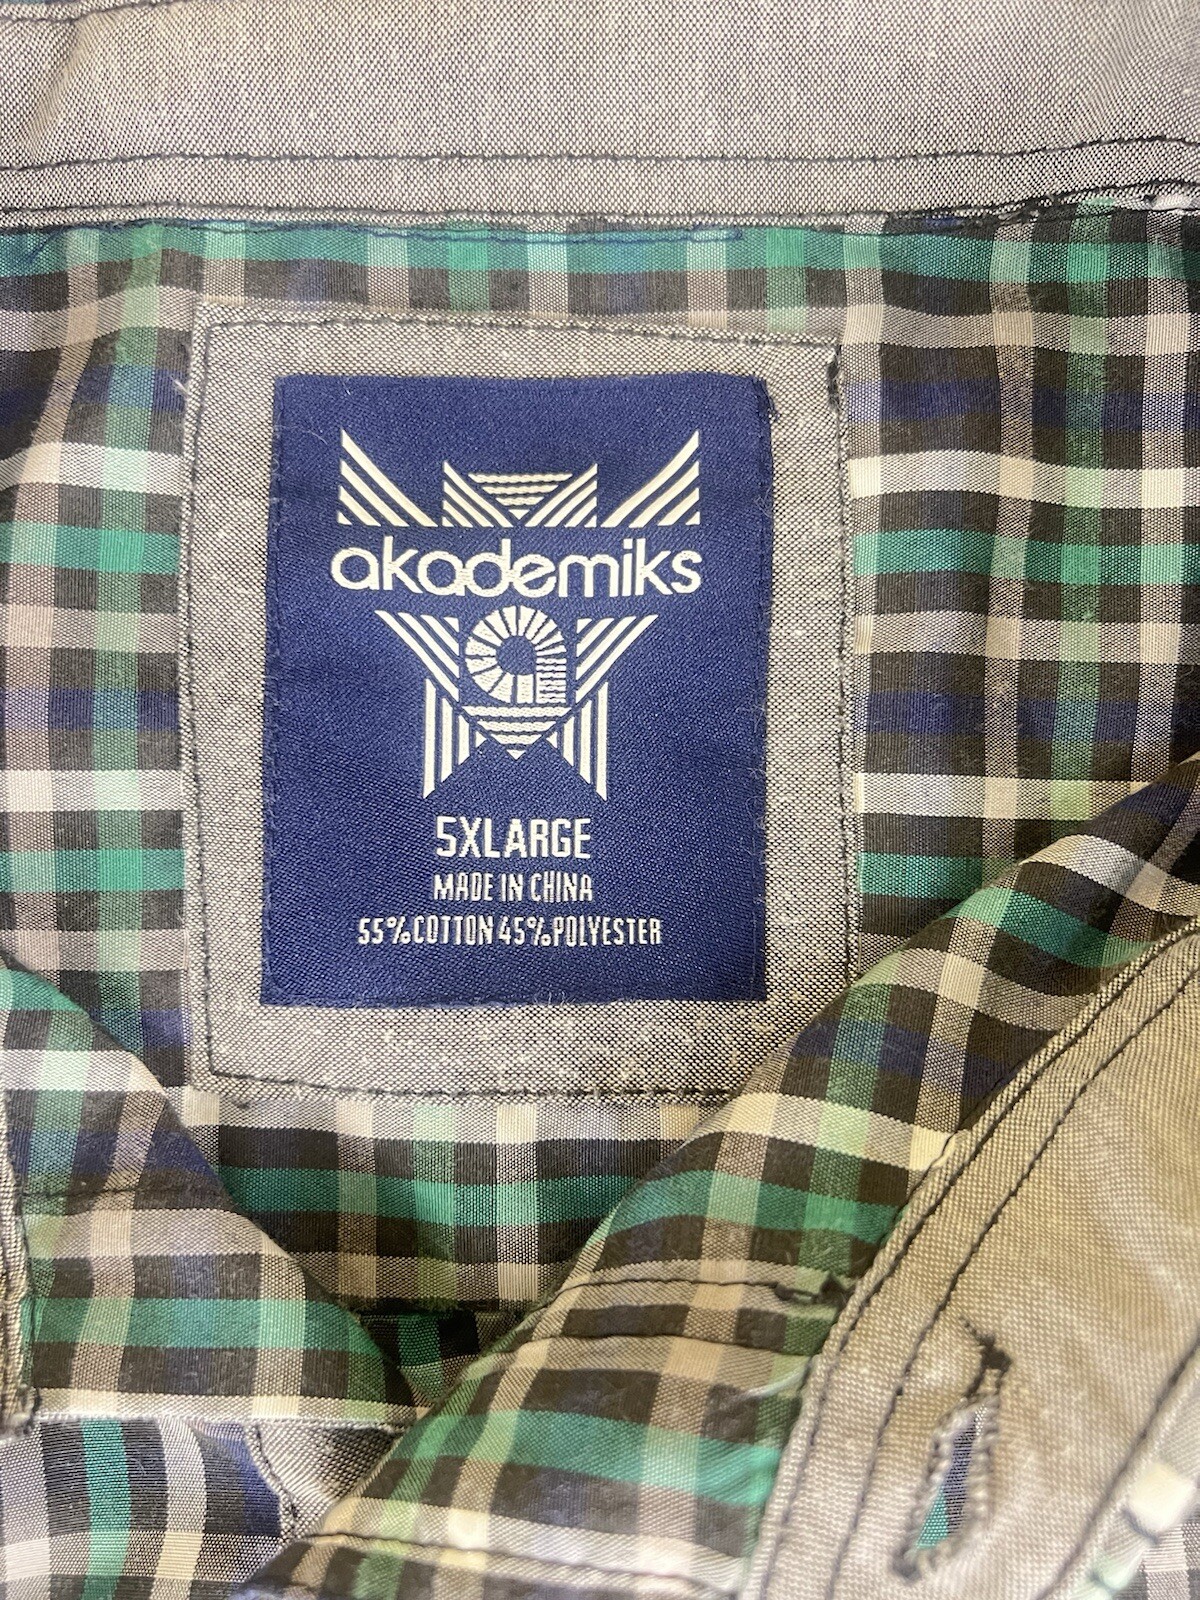 akademiks
5XLARGE
MADE IN CHINA
55%COTTON 45%POLYESTER